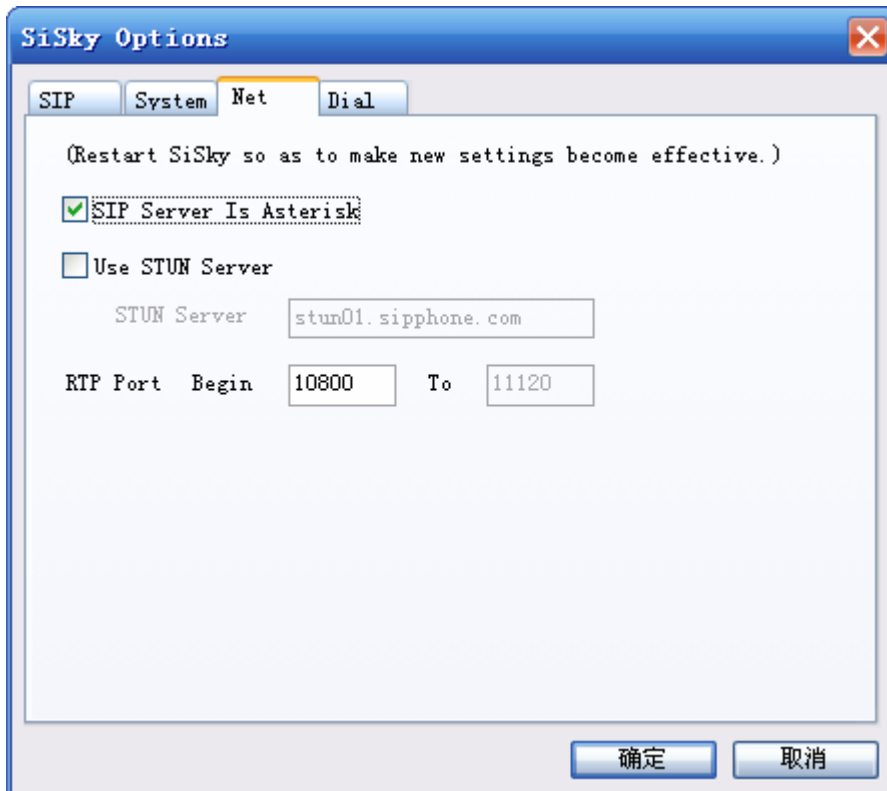 SiSky Options
SIP System Net Dial
(Restart SiSky so as to make new settings become effective.)
SIP Server Is Asterisk
Use STUN Server
STUN Server stun01.sipphone.com
RTP Port Begin 10800 To 11120
确定 取消